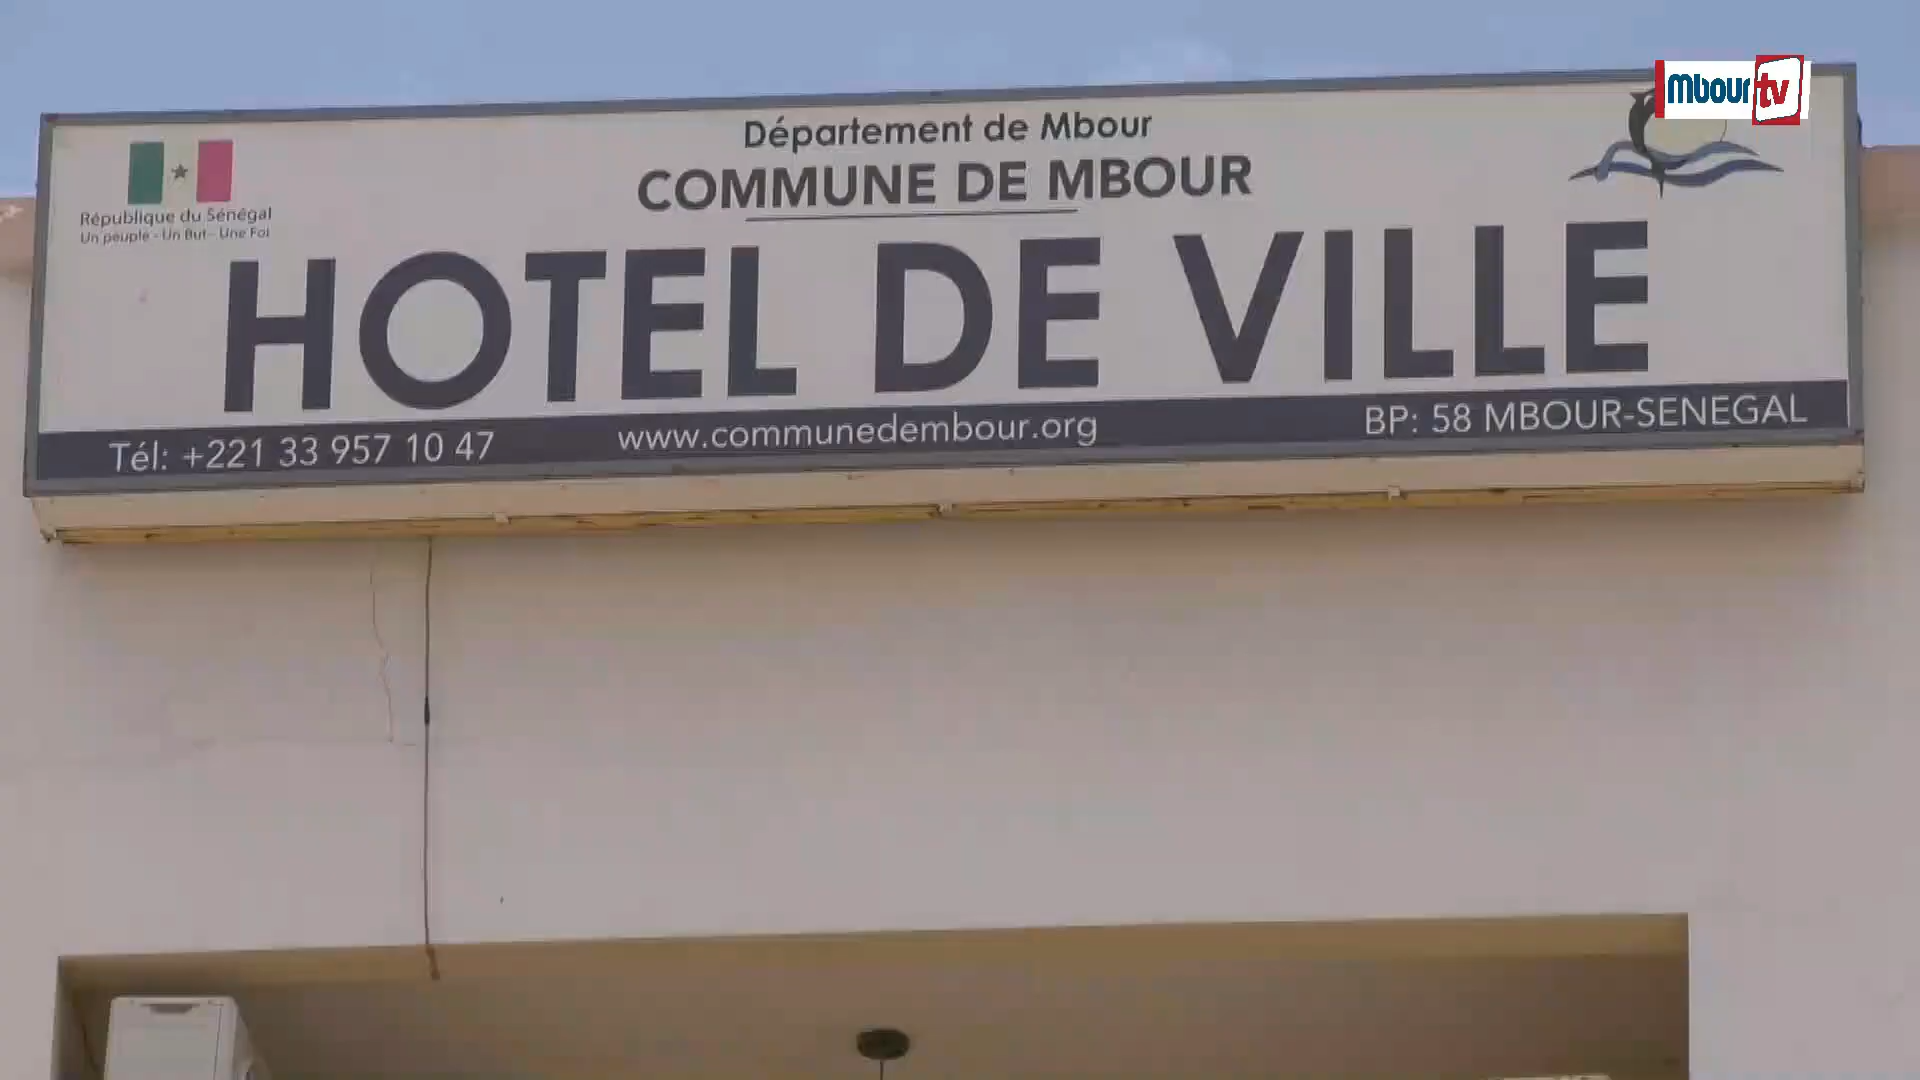 mbour tv
Département de Mbour
COMMUNE DE MBOUR
République du Sénégal
Un peuple - Un But - Une Foi
HOTEL DE VILLE
Tél: +221 33 957 10 47
www.communedembour.org
BP: 58 MBOUR-SENEGAL